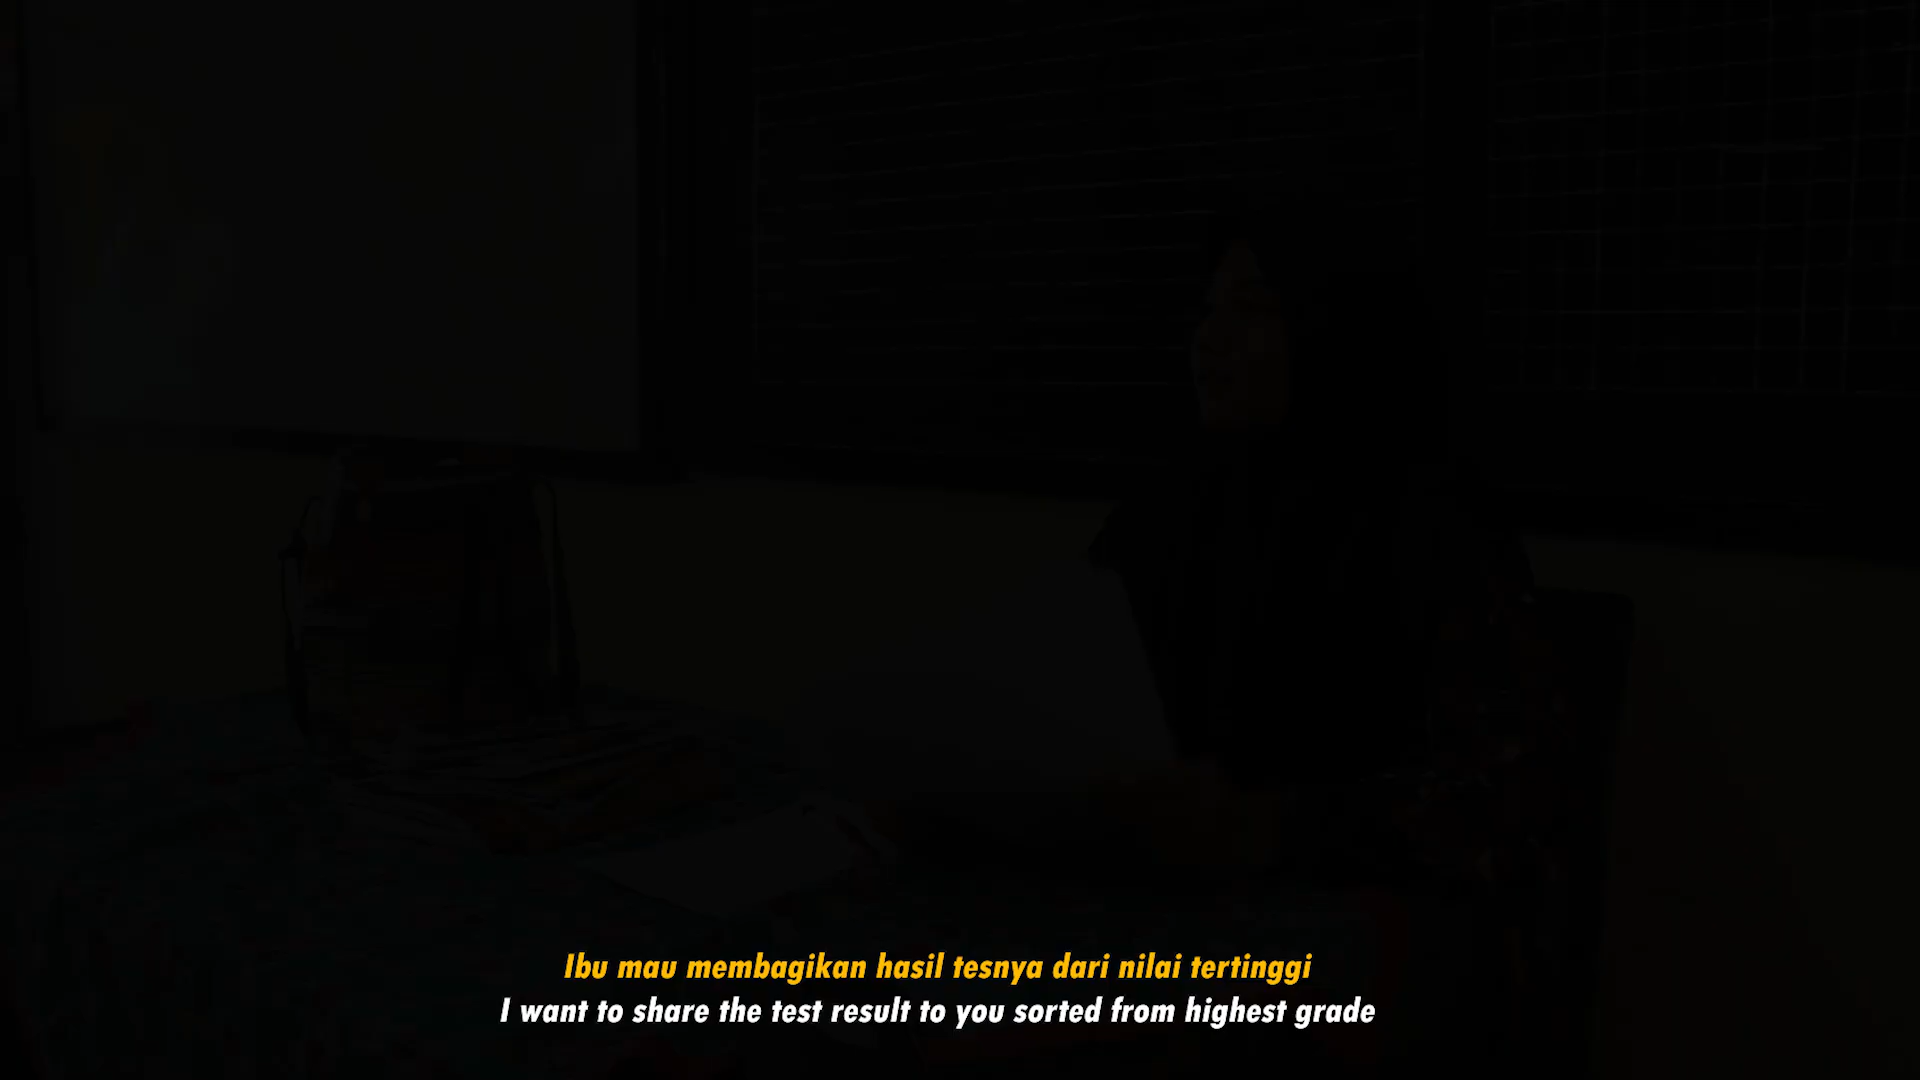 Ibu mau membagikan hasil tesnya dari nilai tertinggi
I want to share the test result to you sorted from highest grade